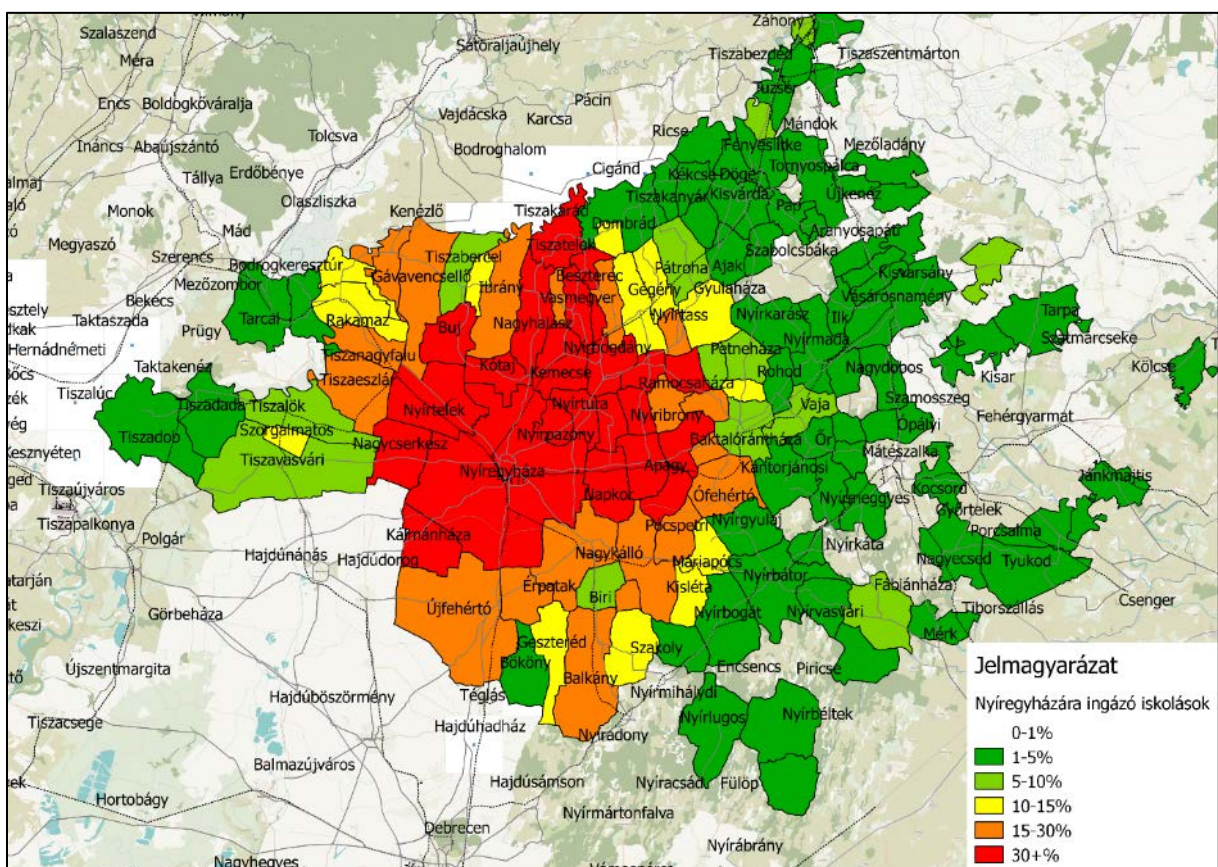 Szalaszend
Méra
Sátoraljaújhely
Záhony
Tiszabezdéd
Tiszaszentmárton
Encs
Boldogkőváralja
Pácin
Vajdácska
Karcsa
Tuzsér
Mándok
Ináncs
Abaújszántó
Tolcsva
Bodroghalom
Ricse
Fényeslitke
Mezőladány
Tállya
Erdőbénye
Cigánd
Kékcse
Döge
Tornyospálca
Monok
Olaszliszka
Kenézlő
Tiszakarád
Tiszakanyár
Kisvárda
Pap
Újkenéz
Mád
Dombrád
Aranyosapáti
Megyaszó
Szerencs
Bodrogkeresztúr
Tiszabercel
Tiszatelek
Szabolcsbáka
Mezőzombor
Gávavencsellő
Beszterec
Pátroha
Ajak
Kisvarsány
Bekécs
Ibrány
Vasmegyer
Gégény
Gyulaháza
Vásárosnamény
Taktaszada
Prügy
Tarcal
Rakamaz
Buj
Nagyhalász
Nyírtass
Nyírkarász
Ilk
Tarpa
Hernádnémeti
Nyírbogdány
Nyírmada
Szatmárcseke
Taktakenéz
Tiszanagyfalu
Kótaj
Kemecse
Petneháza
Rohod
Nagydobos
Kisar
Kölcse
Tiszalúc
Tiszaeszlár
Ramocsaháza
Szamosszeg
Tiszadada
Tiszalök
Nyírtelek
Nyírtura
Nyíribrony
Vaja
Fehérgyarmat
Tiszadob
Szorgalmatos
Nagycserkesz
Nyírpazony
Baktalórántháza
Őr
Ópályi
Kesznyéten
Tiszavasvári
Nyíregyháza
Apagy
Kántorjánosi
Mátészalka
Jánkmajtis
Tiszaújváros
Napkor
Ófehértó
Nyírmeggyes
Kocsord
Győrtelek
Tiszapalkonya
Kálmánháza
Pócspetri
Nyírgyulaj
Porcsalma
Polgár
Hajdúnánás
Hajdúdorog
Nagykálló
Máriapócs
Nyírkáta
Nagyecsed
Tyukod
Érpatak
Biri
Kisléta
Nyírbátor
Fábiánháza
Görbeháza
Újfehértó
Nyírbogát
Nyírvasvári
Tiborszállás
Csenger
Geszteréd
Szakoly
Mérk
Újszentmargita
Bököny
Balkány
Encsencs
Piricse
Hajdúböszörmény
Téglás
Nyírmihálydi
Tiszacsege
Hajdúhadház
Nyíradony
Nyírlugos
Nyírbéltek
Balmazújváros
Hajdúsámson
Nyíracsád
Fülöp
Hortobágy
Nyírmártonfalva
Debrecen
Nyírábrány
Nagyhegyes
Jelmagyarázat
Nyíregyházára ingázó iskolások
0-1%
1-5%
5-10%
10-15%
15-30%
30+%